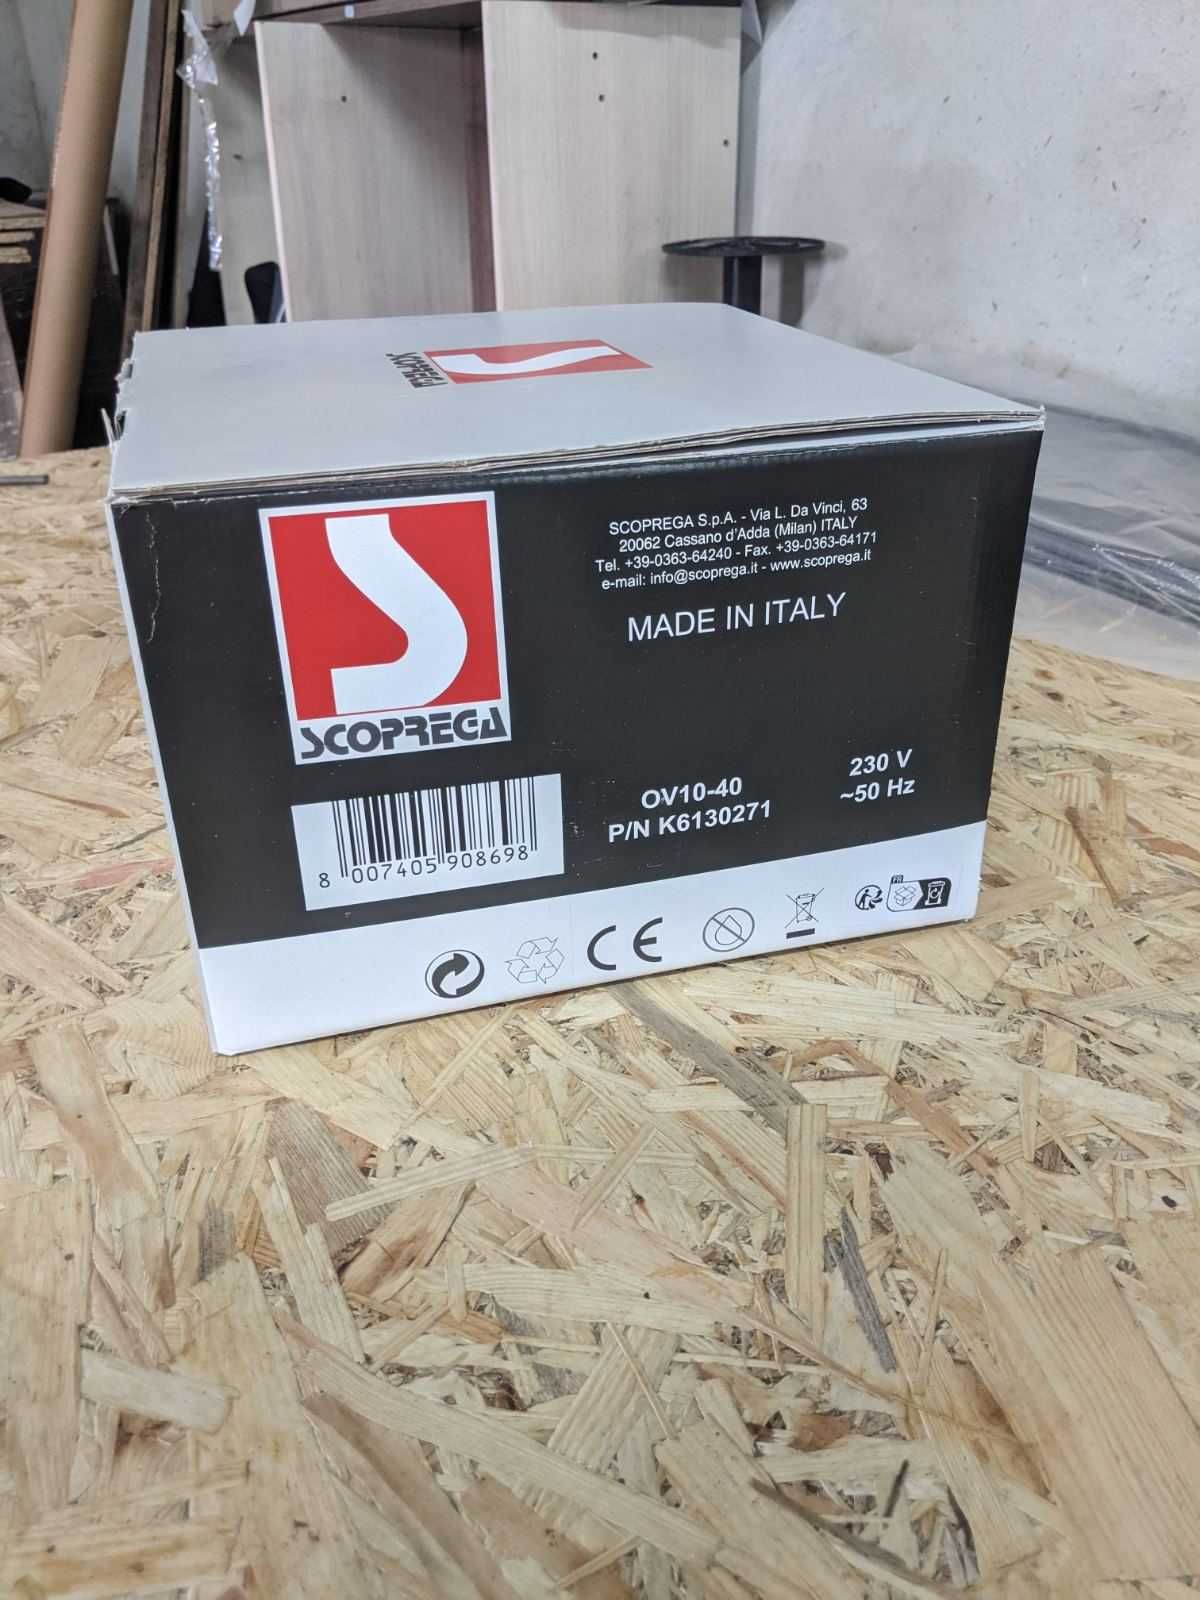 SCOPREGA
SCOPREGA
SCOPREGA S.p.A. - Via L. Da Vinci, 63
20062 Cassano d'Adda (Milan) ITALY
Tel. +39-0363-64240 - Fax. +39-0363-64171
e-mail: info@scoprega.it - www.scoprega.it
MADE IN ITALY
OV10-40
P/N K6130271
230 V
~50 Hz
8 007405 908698
CE
FR